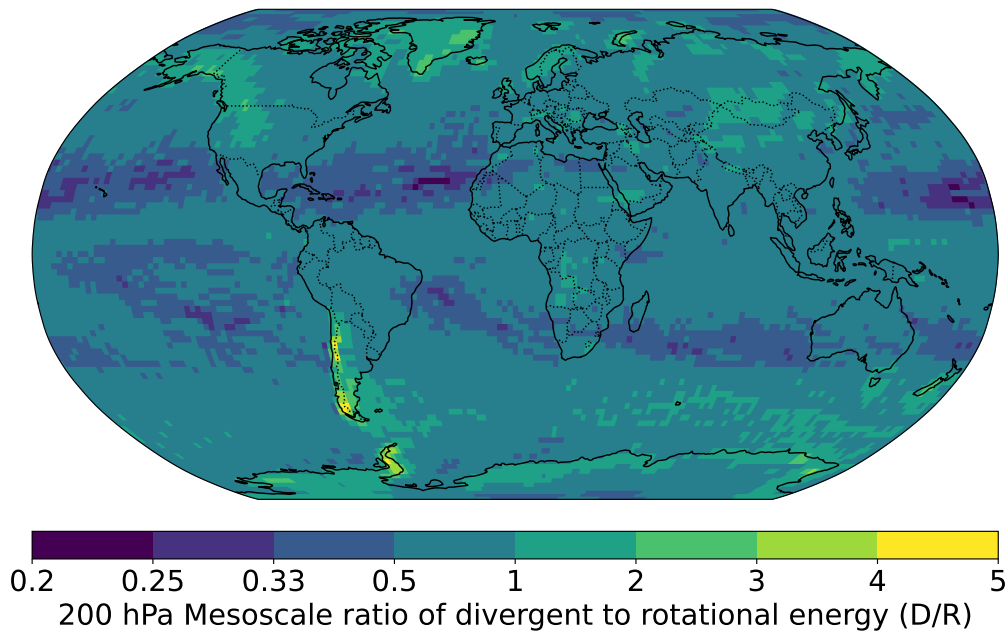 0.2 0.25 0.33 0.5 1 2 3 4 5
200 hPa Mesoscale ratio of divergent to rotational energy (D/R)